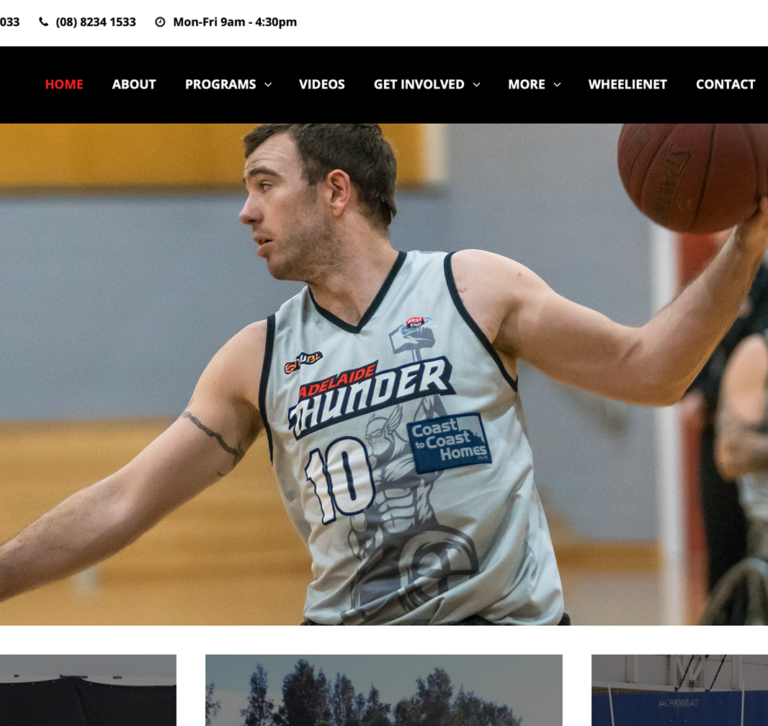 033 (08) 8234 1533 Mon-Fri 9am - 4:30pm
HOME ABOUT PROGRAMS VIDEOS GET INVOLVED MORE WHEELIENET CONTACT
ADELAIDE
THUNDER
Coast
to Coast
Homes
10